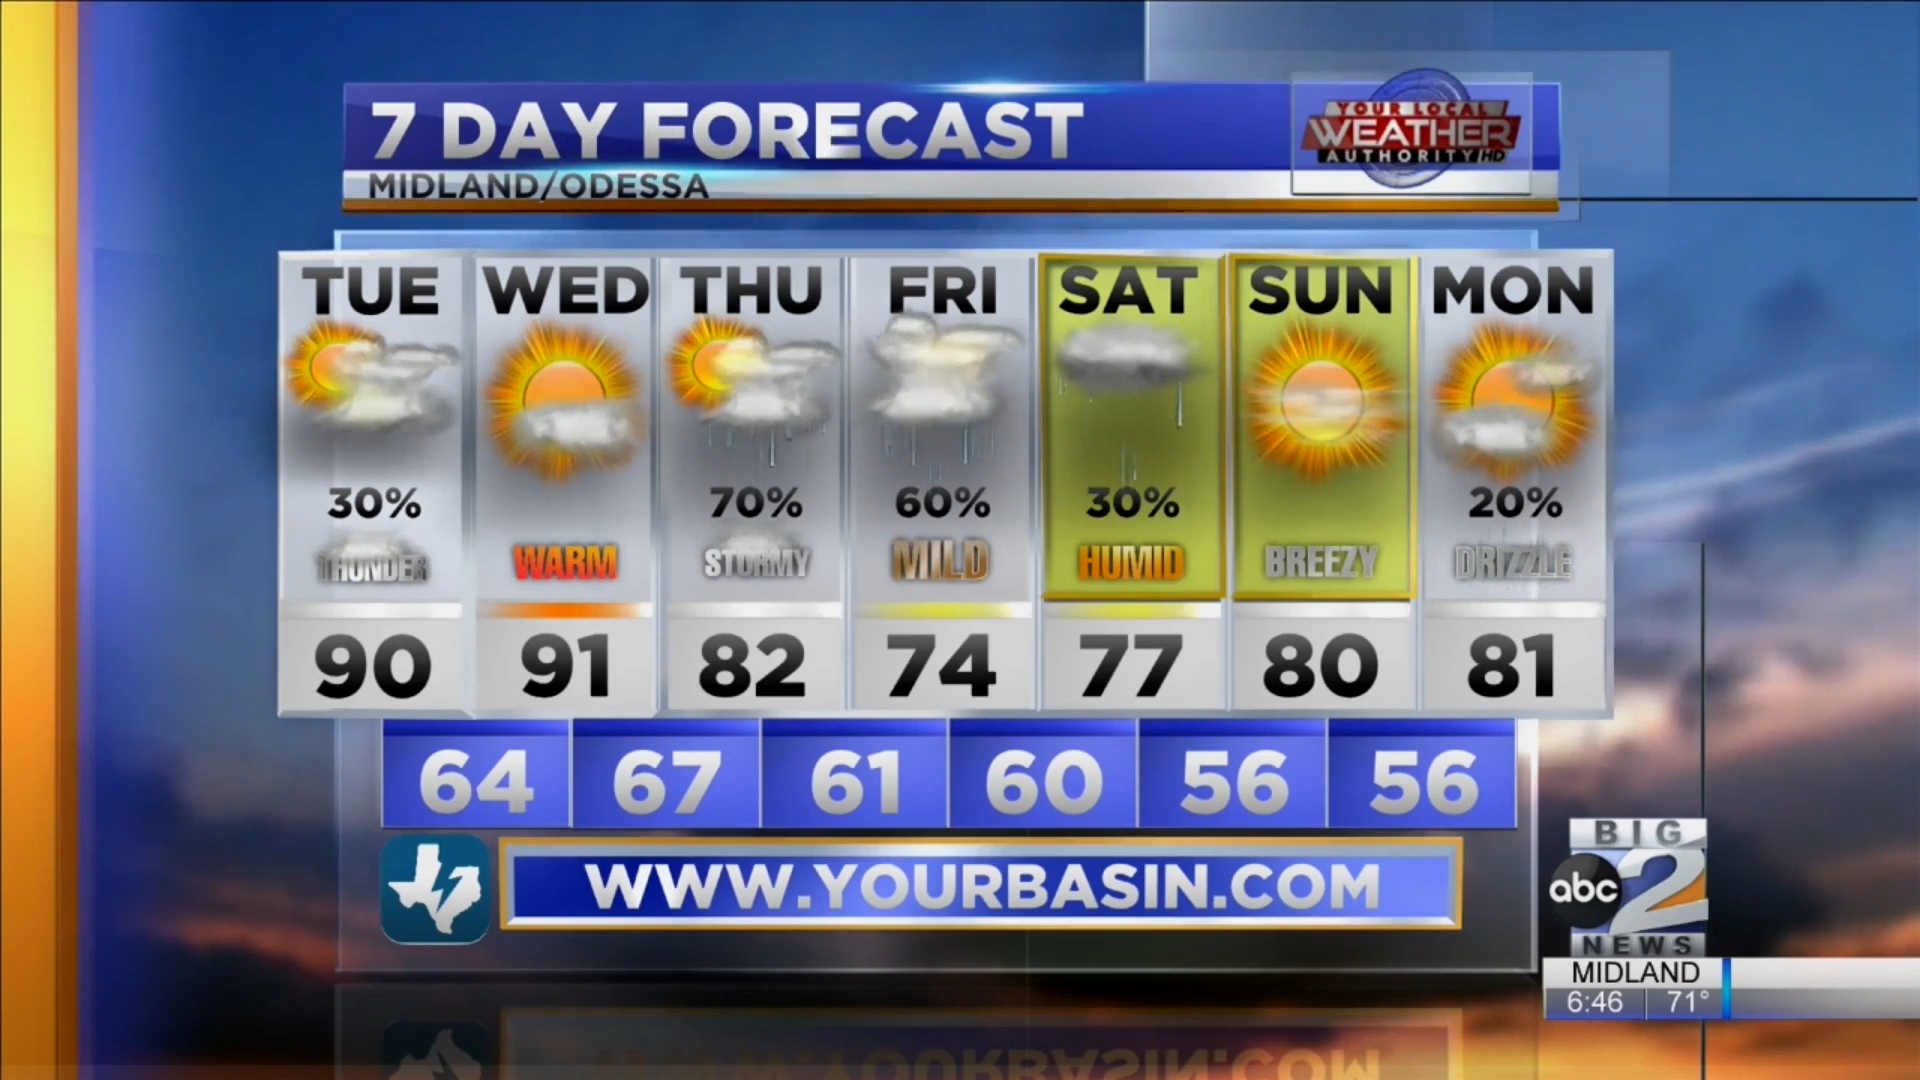 7 DAY FORECAST
MIDLAND/ODESSA
YOUR LOCAL
WEATHER
AUTHORITY HD
TUE WED THU FRI SAT SUN MON
30% 70% 60% 30% 20%
THUNDER WARM STORMY MILD HUMID BREEZY DRIZZLE
90 91 82 74 77 80 81
64 67 61 60 56 56
WWW.YOURBASIN.COM
BIG
abc 2
NEWS
MIDLAND
6:46 71°